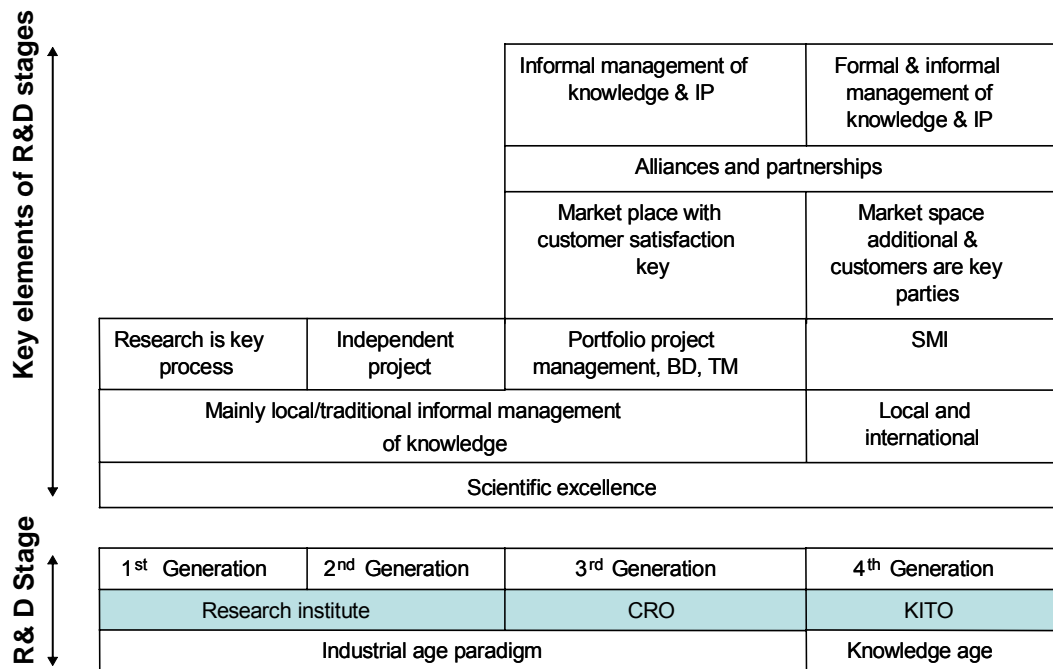 Key elements of R&D stages
Informal management of
knowledge & IP
Formal & informal
management of
knowledge & IP
Alliances and partnerships
Market place with
customer satisfaction
key
Market space
additional &
customers are key
parties
Research is key
process
Independent
project
Portfolio project
management, BD, TM
SMI
Mainly local/traditional informal management
of knowledge
Local and
international
Scientific excellence
R& D Stage
1st Generation
2nd Generation
3rd Generation
4th Generation
Research institute
CRO
KITO
Industrial age paradigm
Knowledge age